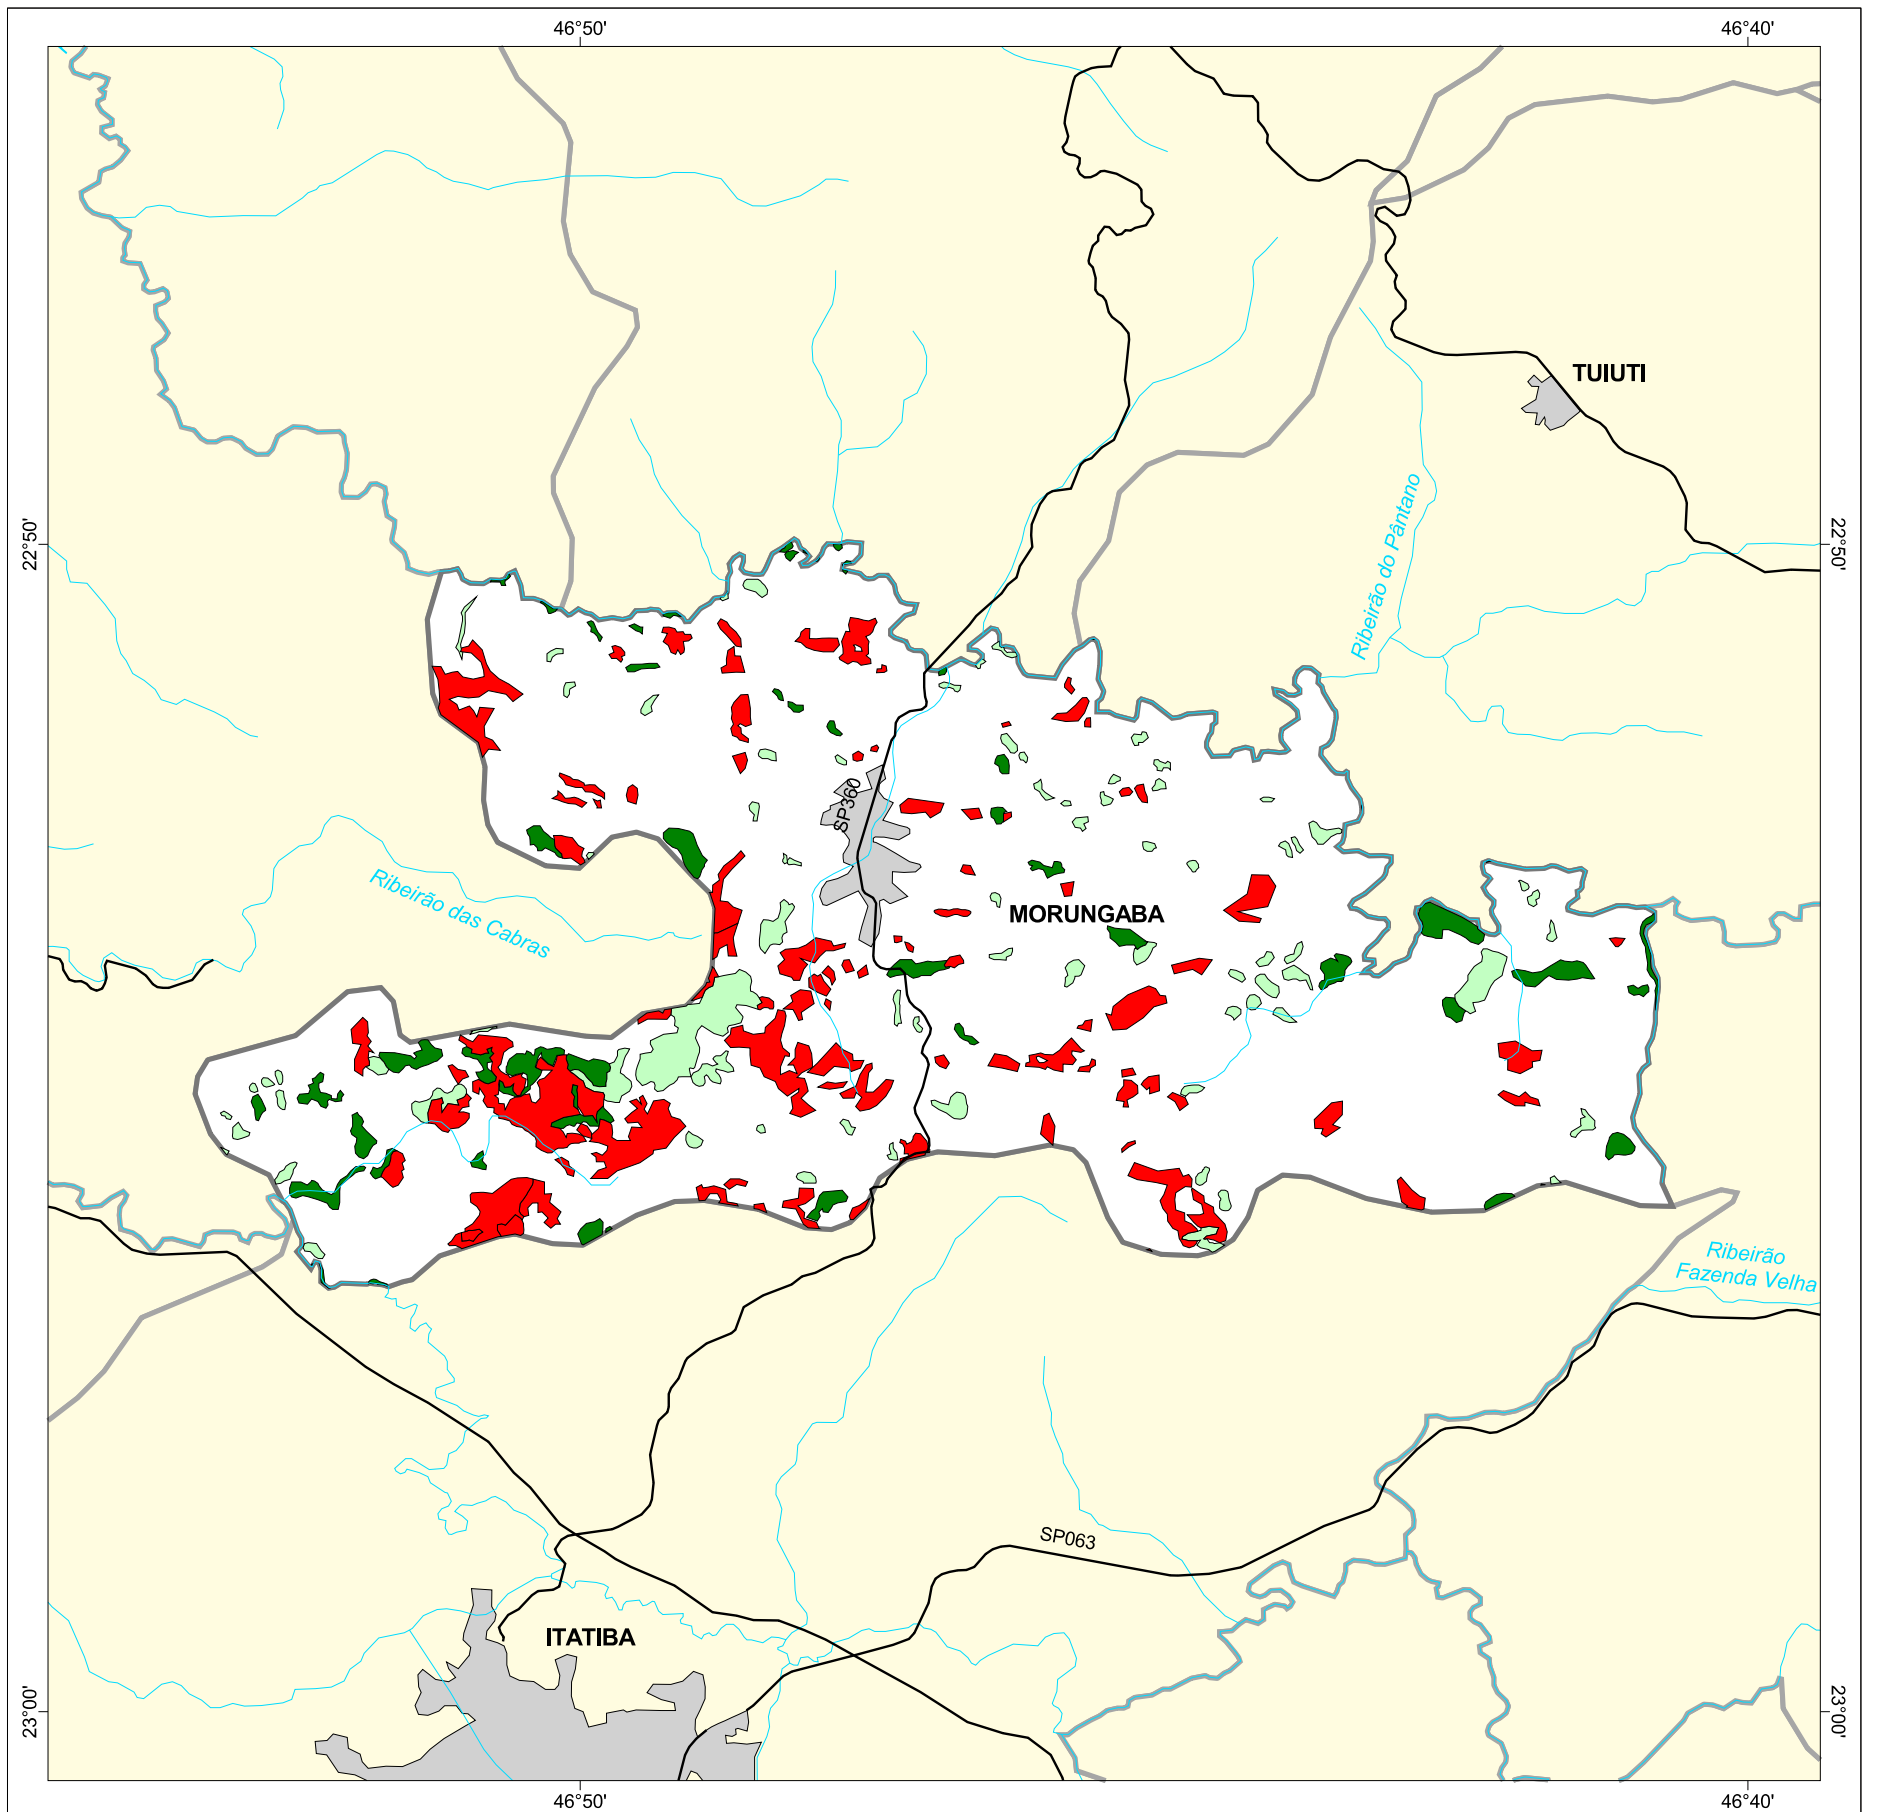 46°50'
46°40'
TUIUTI
Ribeirão do Pântano
22°50'
22°50'
SP360
Ribeirão das Cabras
MORUNGABA
Ribeirão
Fazenda Velha
SP063
ITATIBA
23°00'
23°00'
46°50'
46°40'